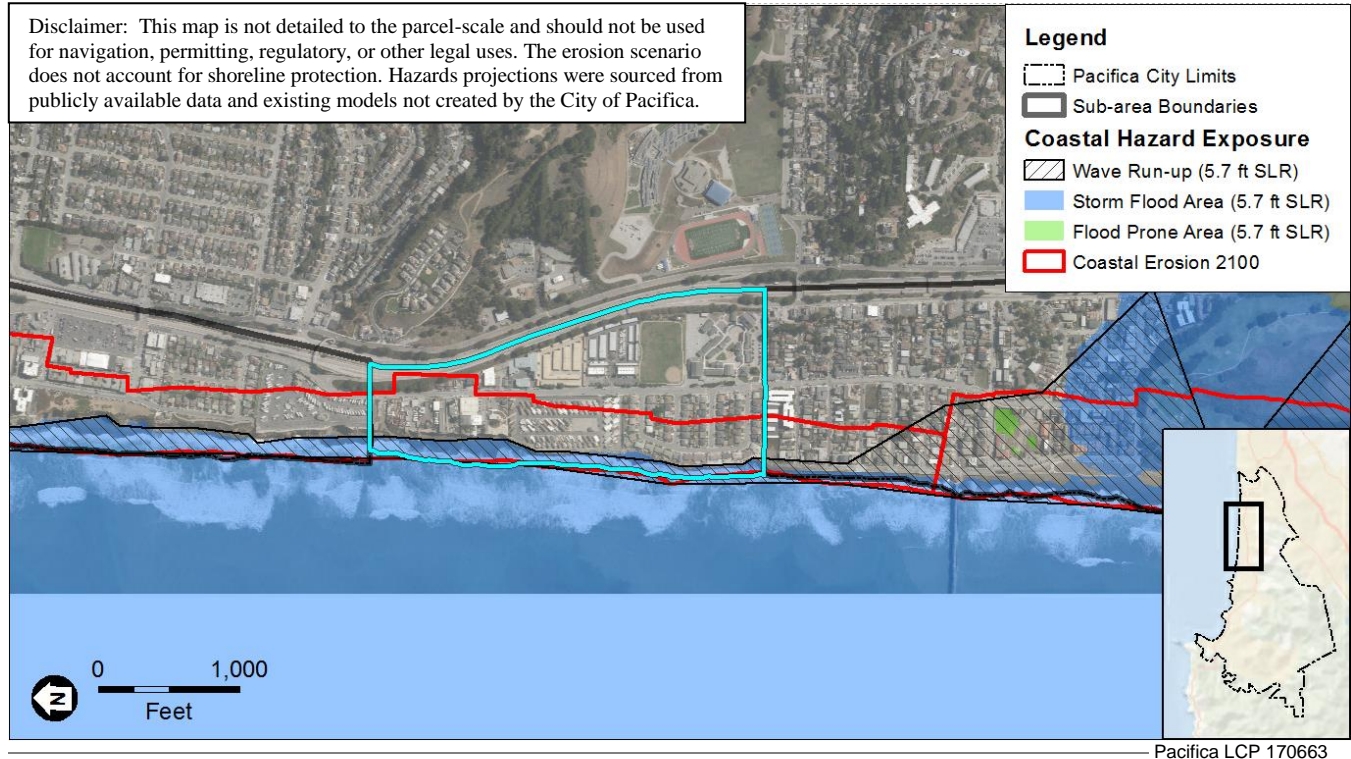 Disclaimer: This map is not detailed to the parcel-scale and should not be used
for navigation, permitting, regulatory, or other legal uses. The erosion scenario
does not account for shoreline protection. Hazards projections were sourced from
publicly available data and existing models not created by the City of Pacifica.
Legend
Pacifica City Limits
Sub-area Boundaries
Coastal Hazard Exposure
Wave Run-up (5.7 ft SLR)
Storm Flood Area (5.7 ft SLR)
Flood Prone Area (5.7 ft SLR)
Coastal Erosion 2100
N
0 1,000
Feet
Pacifica LCP 170663